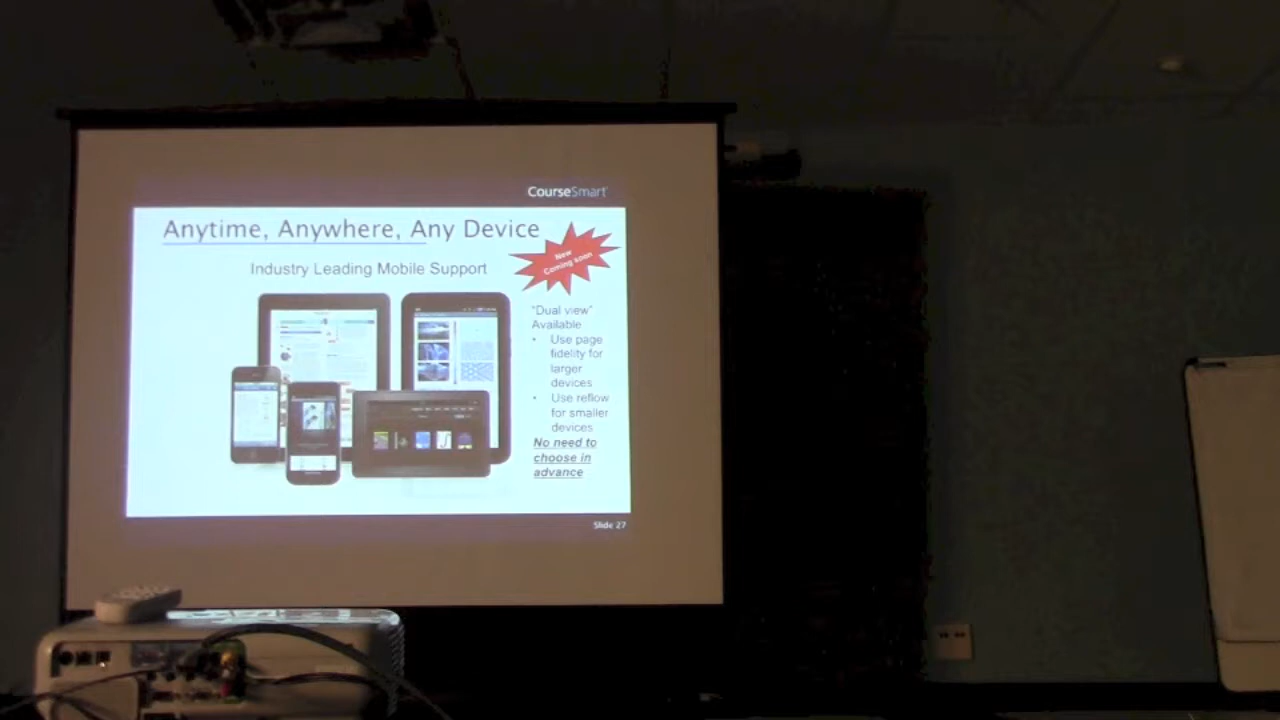 CourseSmart
Anytime, Anywhere, Any Device
New
Coming soon
Industry Leading Mobile Support
"Dual view"
Available
• Use page
fidelity for
larger
devices
• Use reflow
for smaller
devices
No need to
choose in
advance
Slide 27